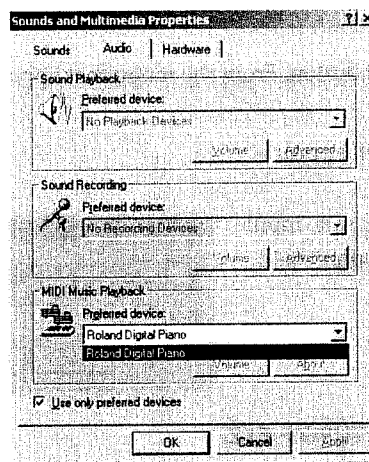 Sounds and Multimedia Properties
Sounds Audio Hardware
Sound Playback
Preferred device:
No Playback Devices
Volume Advanced
Sound Recording
Preferred device:
No Recording Devices
Volume Advanced
MIDI Music Playback
Preferred device:
Roland Digital Piano
Roland Digital Piano
Volume About
Use only preferred devices
OK Cancel Apply